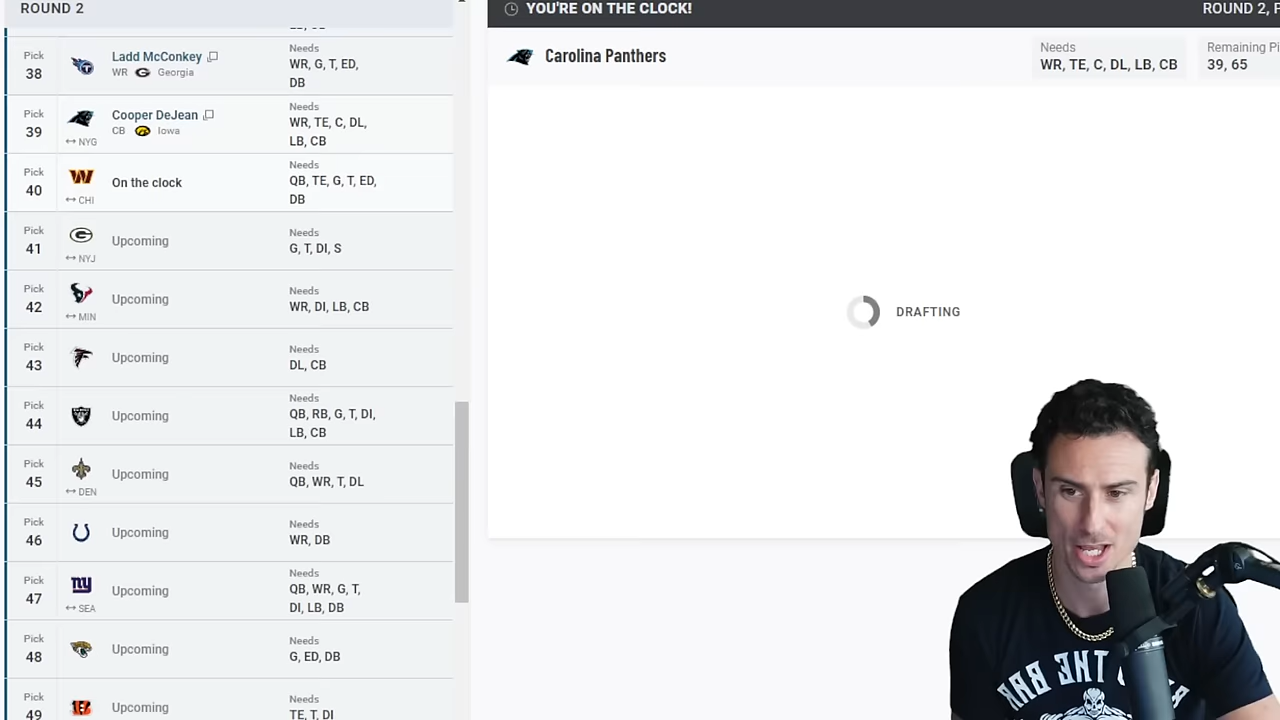 ROUND 2
Pick
38
Ladd McConkey
WR Georgia
Needs
WR, G, T, ED,
DB
Pick
39
NYG
Cooper DeJean
CB Iowa
Needs
WR, TE, C, DL,
LB, CB
Pick
40
CHI
On the clock
Needs
QB, TE, G, T, ED,
DB
Pick
41
NYJ
Upcoming
Needs
G, T, DI, S
Pick
42
MIN
Upcoming
Needs
WR, DI, LB, CB
Pick
43
Upcoming
Needs
DL, CB
Pick
44
Upcoming
Needs
QB, RB, G, T, DI,
LB, CB
Pick
45
DEN
Upcoming
Needs
QB, WR, T, DL
Pick
46
Upcoming
Needs
WR, DB
Pick
47
ny
SEA
Upcoming
Needs
QB, WR, G, T,
DI, LB, DB
Pick
48
Upcoming
Needs
G, ED, DB
Pick
49
Upcoming
Needs
TE, T, DI
YOU'RE ON THE CLOCK!
ROUND 2,
Carolina Panthers
Needs
WR, TE, C, DL, LB, CB
Remaining
39, 65
DRAFTING
BAR THE